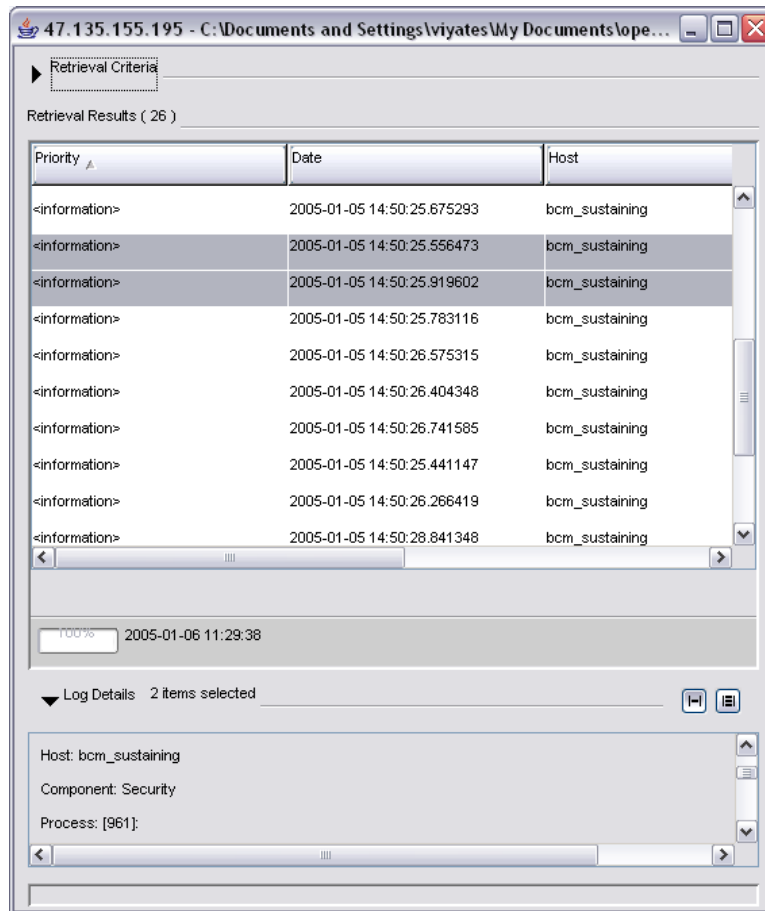 47.135.155.195 - C:\Documents and Settings\viyates\My Documents\ope...
Retrieval Criteria
Retrieval Results ( 26 )
Priority Date Host
<information> 2005-01-05 14:50:25.675293 bcm_sustaining
<information> 2005-01-05 14:50:25.556473 bcm_sustaining
<information> 2005-01-05 14:50:25.919602 bcm_sustaining
<information> 2005-01-05 14:50:25.783116 bcm_sustaining
<information> 2005-01-05 14:50:26.575315 bcm_sustaining
<information> 2005-01-05 14:50:26.404348 bcm_sustaining
<information> 2005-01-05 14:50:26.741585 bcm_sustaining
<information> 2005-01-05 14:50:25.441147 bcm_sustaining
<information> 2005-01-05 14:50:26.266419 bcm_sustaining
<information> 2005-01-05 14:50:28.841348 bcm_sustaining
100% 2005-01-06 11:29:38
Log Details 2 items selected
Host: bcm_sustaining
Component: Security
Process: [961]: